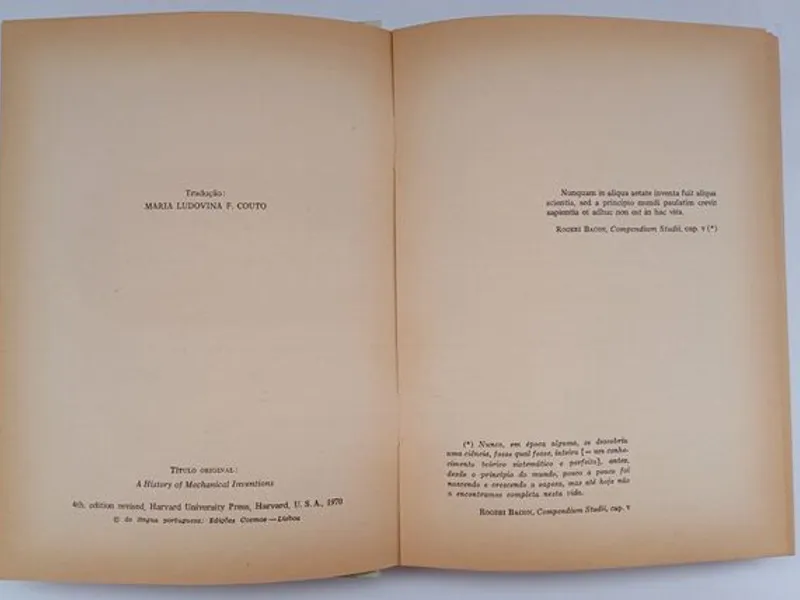 Tradução:
MARIA LUDOVINA F. COUTO
TÍTULO ORIGINAL:
A History of Mechanical Inventions
4th. edition revised, Harvard University Press, Harvard, U. S. A., 1970
© de língua portuguesa: Edições Cosmos — Lisboa
Nunquam in aliqua aetate inventa fuit aliqua
scientia, sed a principio mundi paulatim crevit
sapientia et adhuc non est in hac vita.
ROGERI BACON, Compendium Studii, cap. V (*)
(*) Nunca, em época alguma, se descobriu
uma ciência, fosse qual fosse, inteira [= um conhe-
cimento teórico sistemático e perfeito], antes,
desde o princípio do mundo, pouco a pouco foi
nascendo e crescendo a sapeza, mas até hoje não
a encontramos completa nesta vida.
ROGERI BACON, Compendium Studii, cap. V